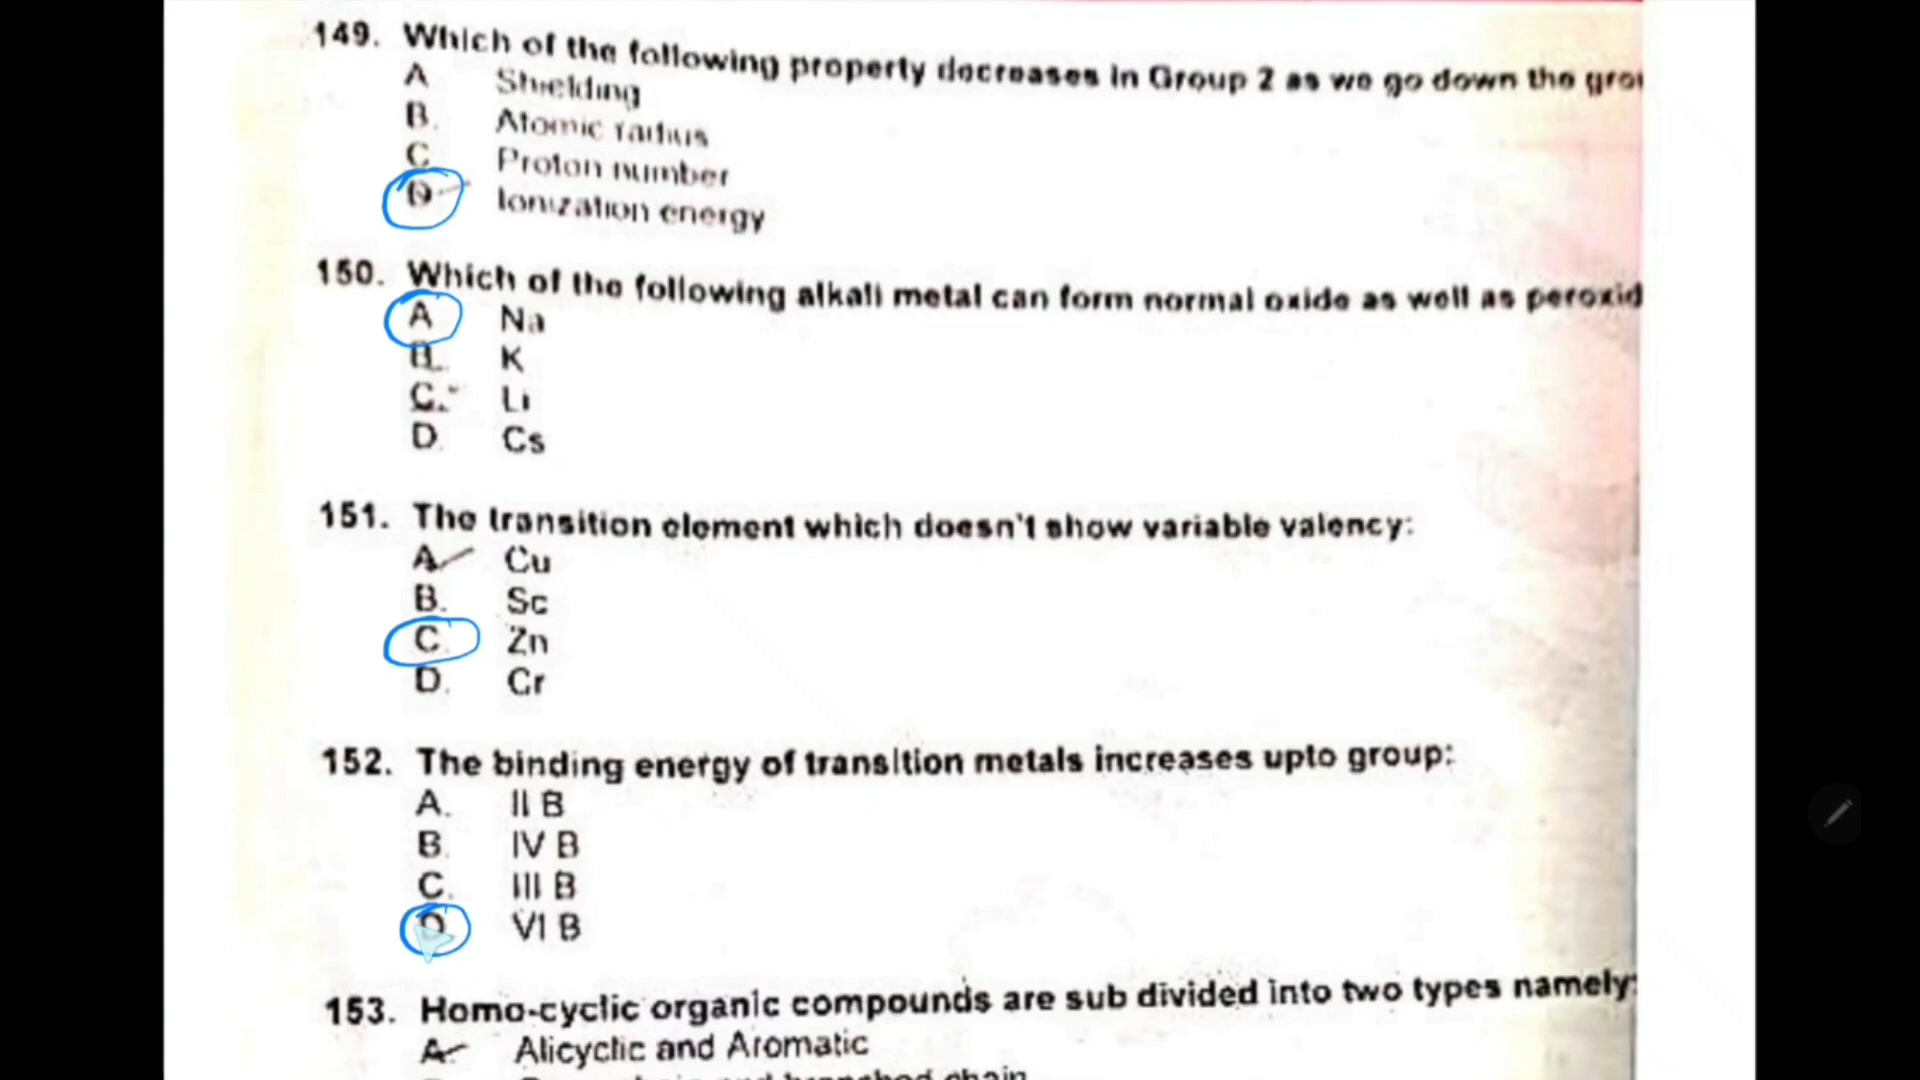 149. Which of the following property decreases in Group 2 as we go down the
A Shielding
B. Atomic radius
C Proton number
D Ionization energy
150. Which of the following alkali metal can form normal oxide as well as peroxid
A Na
B. K
C. Li
D. Cs
151. The transition element which doesn't show variable valency:
A Cu
B. Sc
C. Zn
D. Cr
152. The binding energy of transition metals increases upto group:
A. II B
B. IV B
C. III B
D. VI B
153. Homo-cyclic organic compounds are sub divided into two types namely:
A. Alicyclic and Aromatic
chain and branched chain